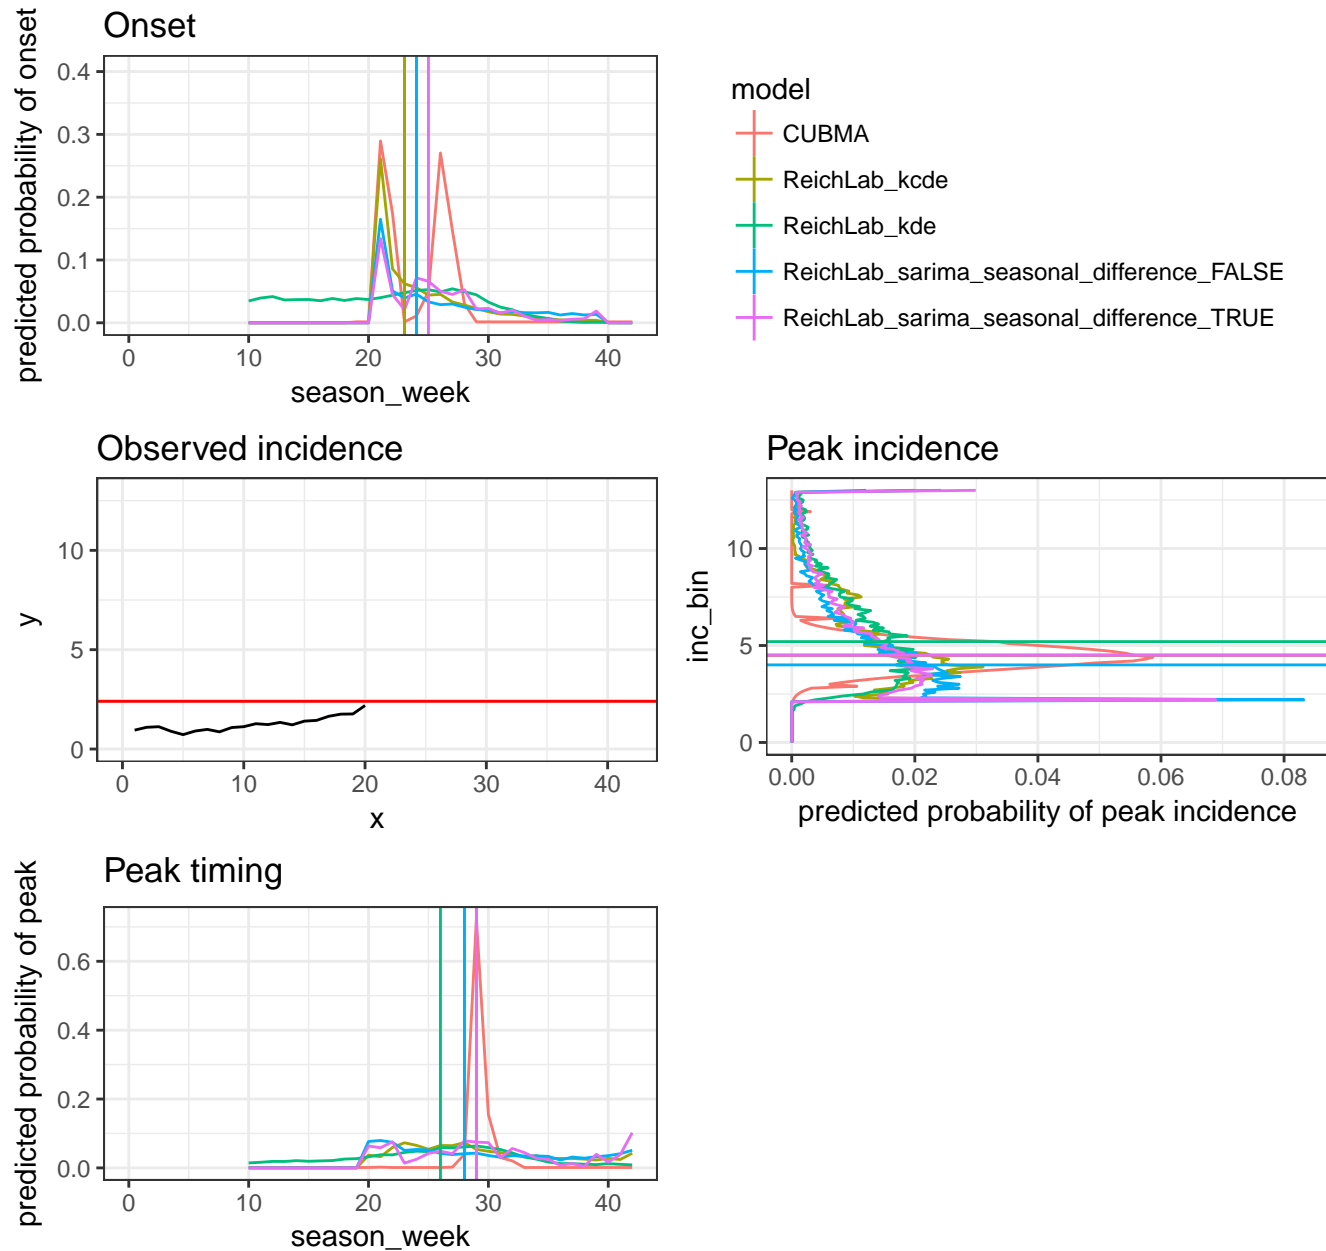 Onset
predicted probability of onset
0.4
0.3
0.2
0.1
0.0
0 10 20 30 40
season_week
model
CUBMA
ReichLab_kcde
ReichLab_kde
ReichLab_sarima_seasonal_difference_FALSE
ReichLab_sarima_seasonal_difference_TRUE
Observed incidence
y
10
5
0
0 10 20 30 40
x
Peak incidence
inc_bin
10
5
0
0.00 0.02 0.04 0.06 0.08
predicted probability of peak incidence
Peak timing
predicted probability of peak
0.6
0.4
0.2
0.0
0 10 20 30 40
season_week